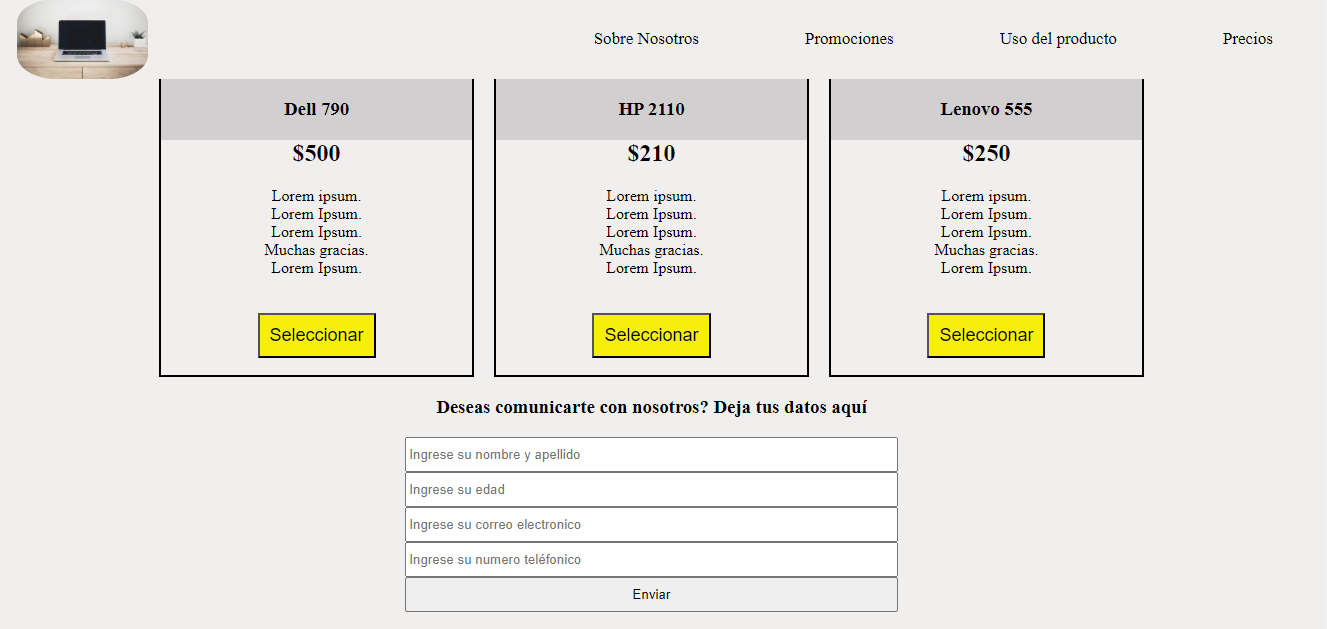 Sobre Nosotros
Promociones
Uso del producto
Precios
Dell 790
$500
Lorem ipsum.
Lorem Ipsum.
Lorem Ipsum.
Muchas gracias.
Lorem Ipsum.
Seleccionar
HP 2110
$210
Lorem ipsum.
Lorem Ipsum.
Lorem Ipsum.
Muchas gracias.
Lorem Ipsum.
Seleccionar
Lenovo 555
$250
Lorem ipsum.
Lorem Ipsum.
Lorem Ipsum.
Muchas gracias.
Lorem Ipsum.
Seleccionar
Deseas comunicarte con nosotros? Deja tus datos aquí
Ingrese su nombre y apellido
Ingrese su edad
Ingrese su correo electronico
Ingrese su numero teléfonico
Enviar